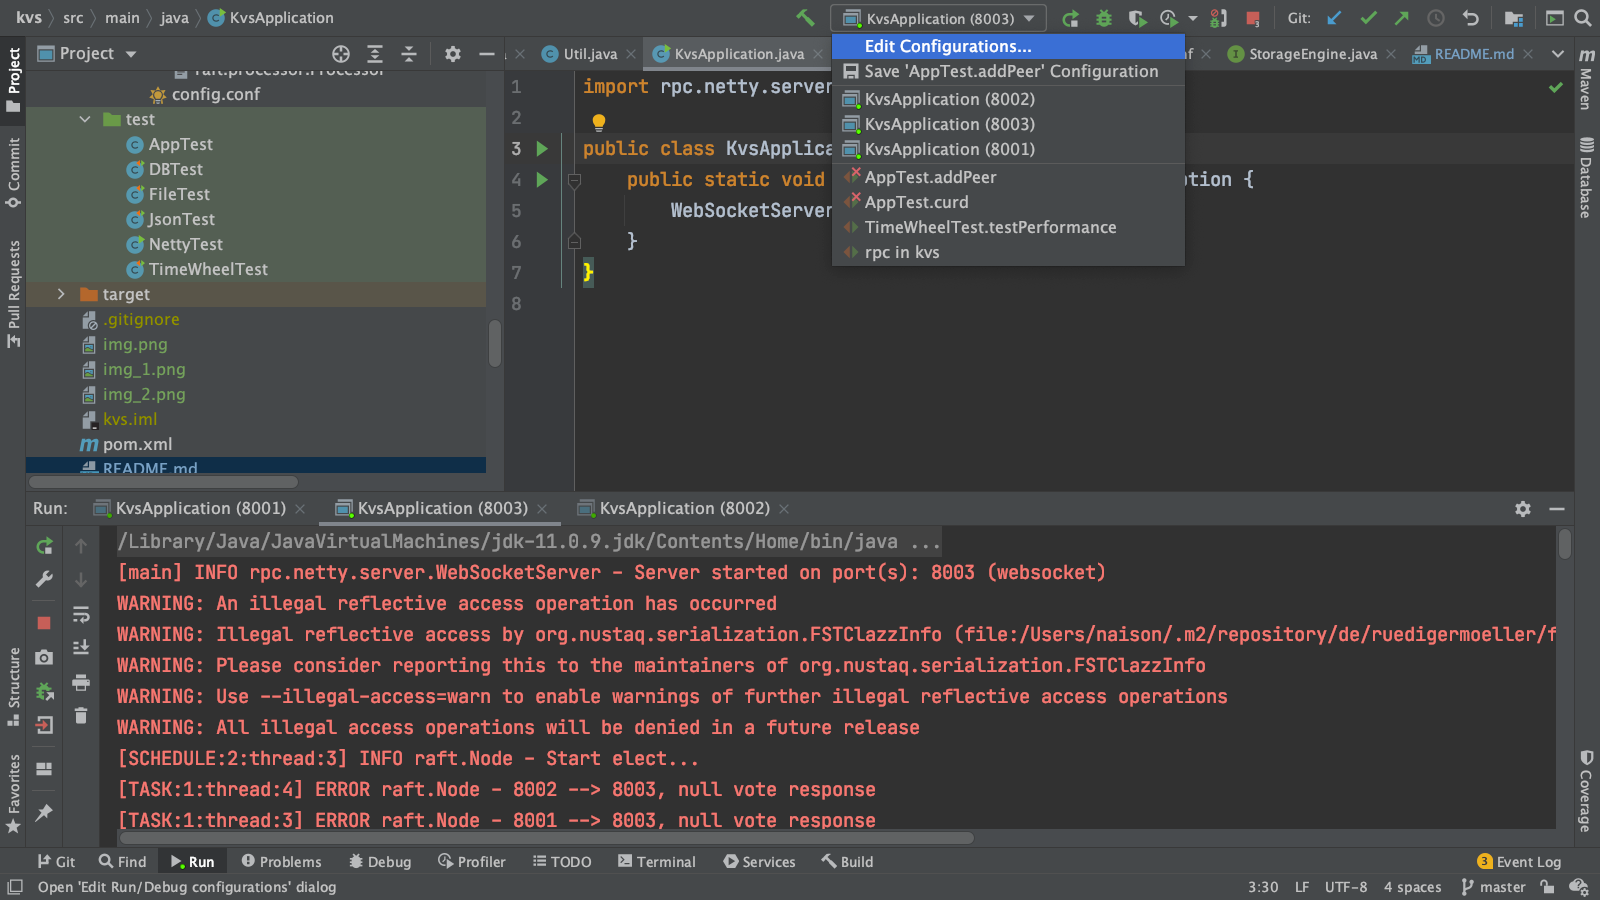 kvs › src › main › java › KvsApplication
KvsApplication (8003)
Git:
Project
Util.java
KvsApplication.java
StorageEngine.java
README.md
Edit Configurations...
Save 'AppTest.addPeer' Configuration
KvsApplication (8002)
KvsApplication (8003)
KvsApplication (8001)
AppTest.addPeer
AppTest.curd
TimeWheelTest.testPerformance
rpc in kvs
raft.processor.Processor
config.conf
test
AppTest
DBTest
FileTest
JsonTest
NettyTest
TimeWheelTest
target
.gitignore
img.png
img_1.png
img_2.png
kvs.iml
pom.xml
README.md
1 import rpc.netty.server
2
3 public class KvsApplica
4 public static void tion {
5 WebSocketServer
6 }
7 }
8
Project
Commit
Pull Requests
Structure
Favorites
Maven
Database
Coverage
Run:
KvsApplication (8001)
KvsApplication (8003)
KvsApplication (8002)
/Library/Java/JavaVirtualMachines/jdk-11.0.9.jdk/Contents/Home/bin/java ...
[main] INFO rpc.netty.server.WebSocketServer - Server started on port(s): 8003 (websocket)
WARNING: An illegal reflective access operation has occurred
WARNING: Illegal reflective access by org.nustaq.serialization.FSTClazzInfo (file:/Users/naison/.m2/repository/de/ruedigermoeller/f
WARNING: Please consider reporting this to the maintainers of org.nustaq.serialization.FSTClazzInfo
WARNING: Use --illegal-access=warn to enable warnings of further illegal reflective access operations
WARNING: All illegal access operations will be denied in a future release
[SCHEDULE:2:thread:3] INFO raft.Node - Start elect...
[TASK:1:thread:4] ERROR raft.Node - 8002 --> 8003, null vote response
[TASK:1:thread:3] ERROR raft.Node - 8001 --> 8003, null vote response
Git
Find
Run
Problems
Debug
Profiler
TODO
Terminal
Services
Build
3 Event Log
Open 'Edit Run/Debug configurations' dialog
3:30 LF UTF-8 4 spaces master